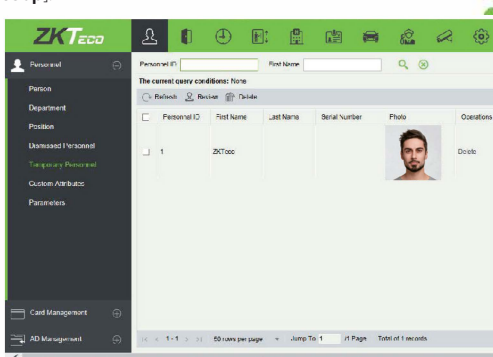 ZKTeco
Personnel
Person
Department
Position
Dismissed Personnel
Temporary Personnel
Custom Attributes
Parameters
Card Management
AD Management
Personnel ID First Name
The current query conditions: None
Refresh Review Delete
Personnel ID First Name Last Name Serial Number Photo Operations
1 ZKTeco Delete
1-1 50 rows per page Jump To 1 /1 Page Total of 1 records